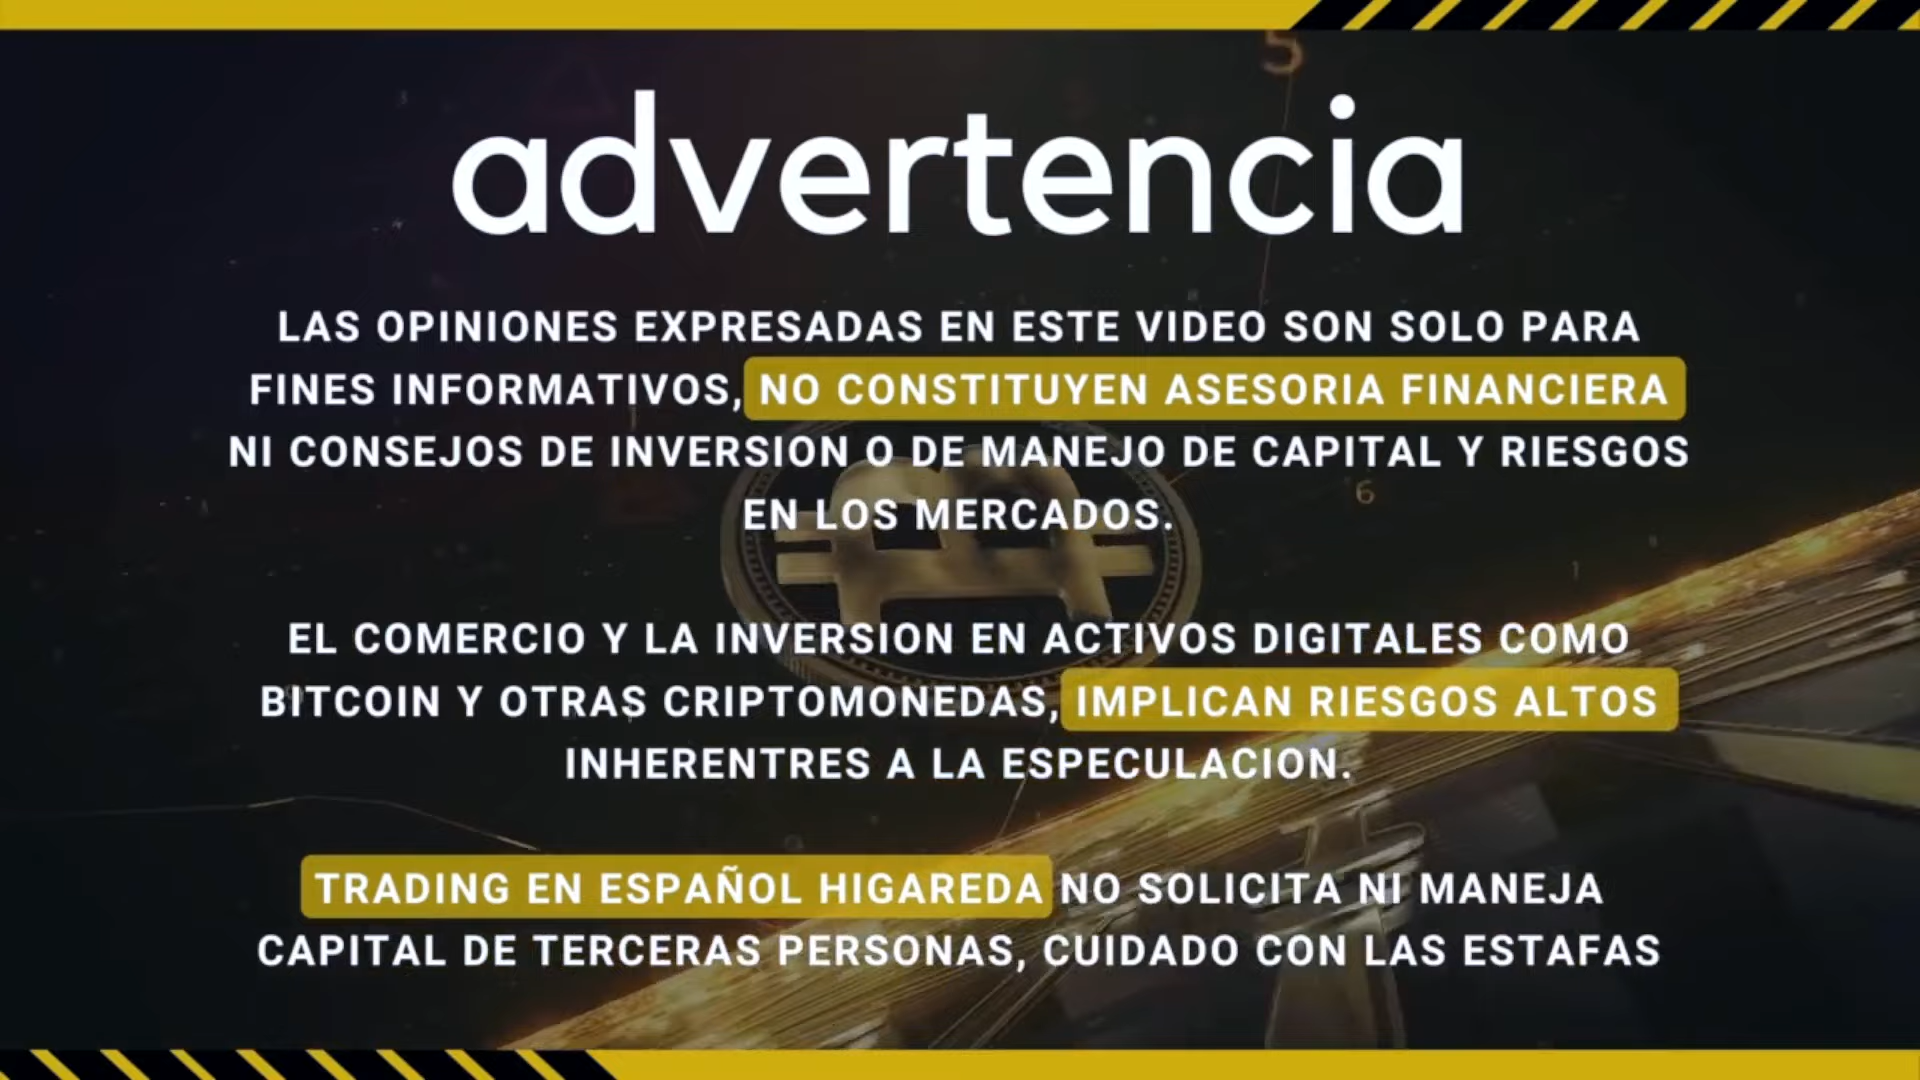 advertencia
LAS OPINIONES EXPRESADAS EN ESTE VIDEO SON SOLO PARA
FINES INFORMATIVOS, NO CONSTITUYEN ASESORIA FINANCIERA
NI CONSEJOS DE INVERSION O DE MANEJO DE CAPITAL Y RIESGOS
EN LOS MERCADOS.
EL COMERCIO Y LA INVERSION EN ACTIVOS DIGITALES COMO
BITCOIN Y OTRAS CRIPTOMONEDAS, IMPLICAN RIESGOS ALTOS
INHERENTRES A LA ESPECULACION.
TRADING EN ESPAÑOL HIGAREDA NO SOLICITA NI MANEJA
CAPITAL DE TERCERAS PERSONAS, CUIDADO CON LAS ESTAFAS